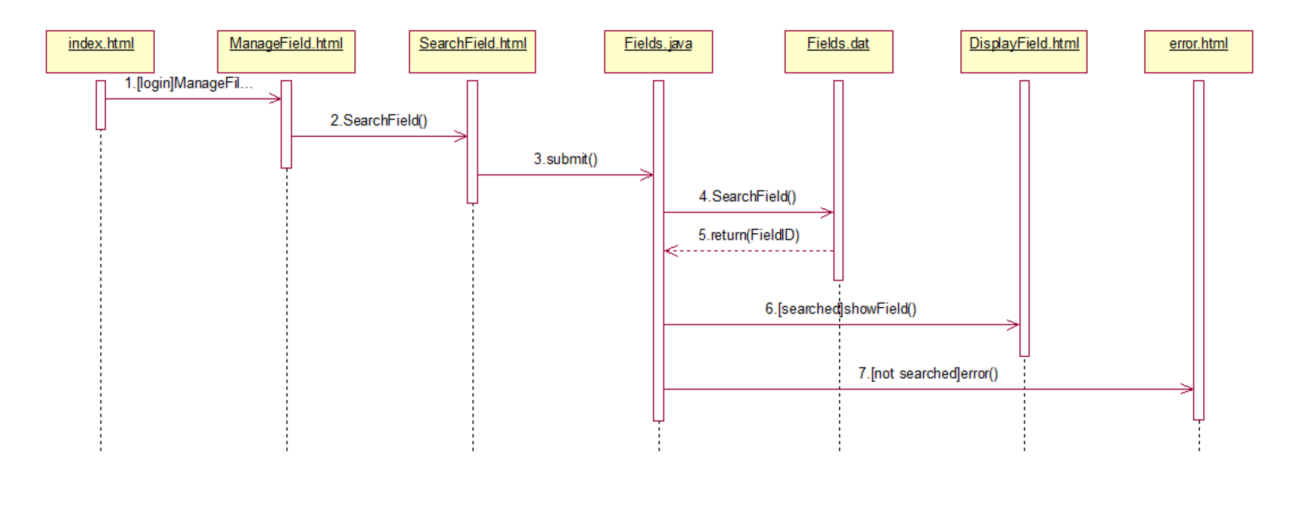 index.html
ManageField.html
SearchField.html
Fields.java
Fields.dat
DisplayField.html
error.html
1.[login]ManageFil...
2.SearchField()
3.submit()
4.SearchField()
5.return(FieldID)
6.[searched]showField()
7.[not searched]error()